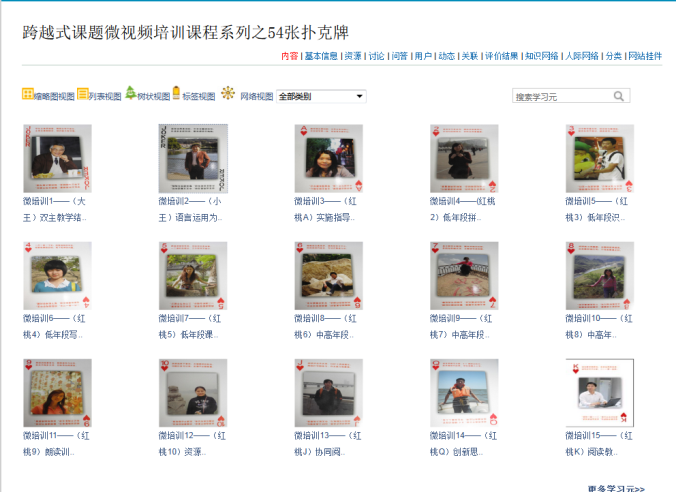 跨越式课题微视频培训课程系列之54张扑克牌
内容 | 基本信息 | 资源 | 讨论 | 问答 | 用户 | 动态 | 关联 | 评价结果 | 知识网络 | 人际网络 | 分类 | 网站挂件
缩略图视图 列表视图 树状视图 标签视图 网络视图 全部类别 搜索学习元
微培训1——（大
王）双主教学结..
微培训2——（小
王）语言运用为..
微培训3——（红
桃A）实施指导..
微培训4——(红桃
2）低年段拼..
微培训5——（红
桃3）低年段识..
微培训6——（红
桃4）低年段写..
微培训7——（红
桃5）低年段课..
微培训8——（红
桃6）中高年段..
微培训9——（红
桃7）中高年段..
微培训10——（红
桃8）中高年..
微培训11——（红
桃9）朗读训..
微培训12——（红
桃10）资源..
微培训13——（红
桃J）协同阅..
微培训14——（红
桃Q）创新思..
微培训15——（红
桃K）阅读教..
更多学习元>>